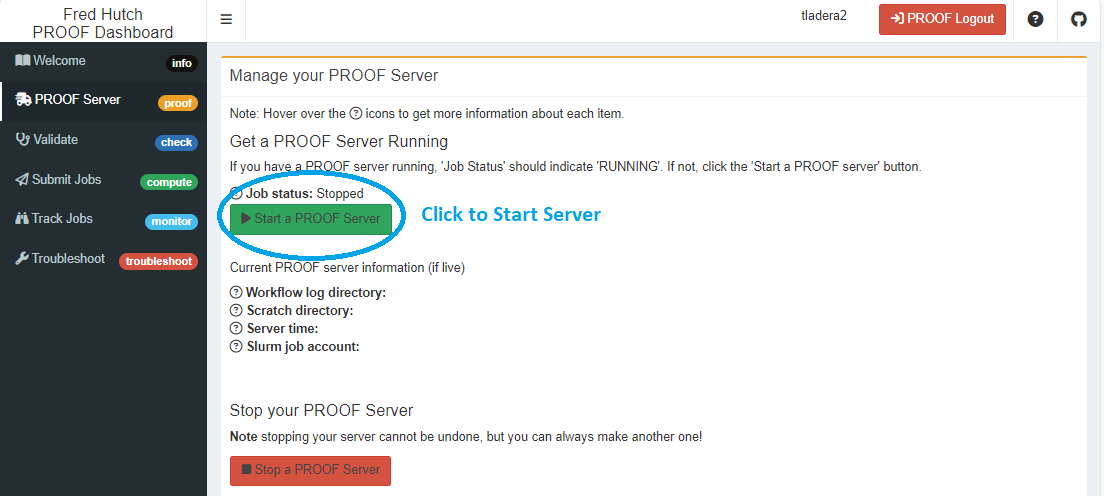 Fred Hutch
PROOF Dashboard
tladera2
PROOF Logout
Welcome
info
PROOF Server
proof
Validate
check
Submit Jobs
compute
Track Jobs
monitor
Troubleshoot
troubleshoot
Manage your PROOF Server
Note: Hover over the ? icons to get more information about each item.
Get a PROOF Server Running
If you have a PROOF server running, 'Job Status' should indicate 'RUNNING'. If not, click the 'Start a PROOF server' button.
? Job status: Stopped
Start a PROOF Server
Click to Start Server
Current PROOF server information (if live)
? Workflow log directory:
? Scratch directory:
? Server time:
? Slurm job account:
Stop your PROOF Server
Note stopping your server cannot be undone, but you can always make another one!
Stop a PROOF Server